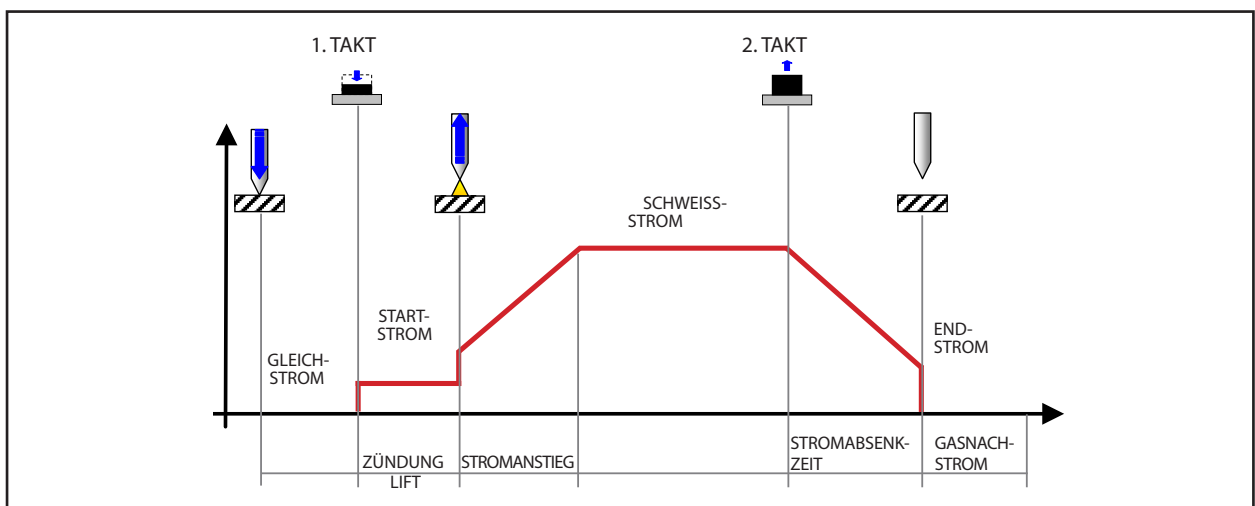 1. TAKT
2. TAKT
SCHWEISS-
STROM
START-
STROM
END-
STROM
GLEICH-
STROM
ZÜNDUNG
LIFT
STROMANSTIEG
STROMABSENK-
ZEIT
GASNACH-
STROM